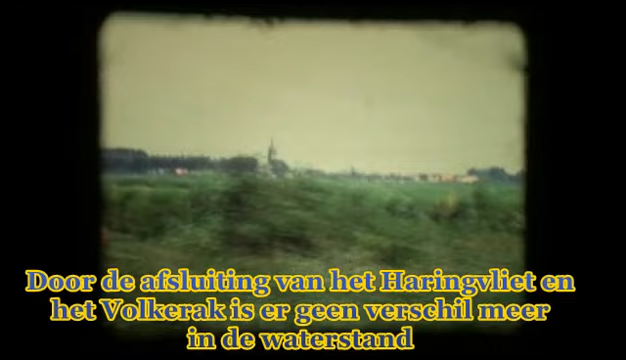 Door de afsluiting van het Haringvliet en
het Volkerak is er geen verschil meer
in de waterstand